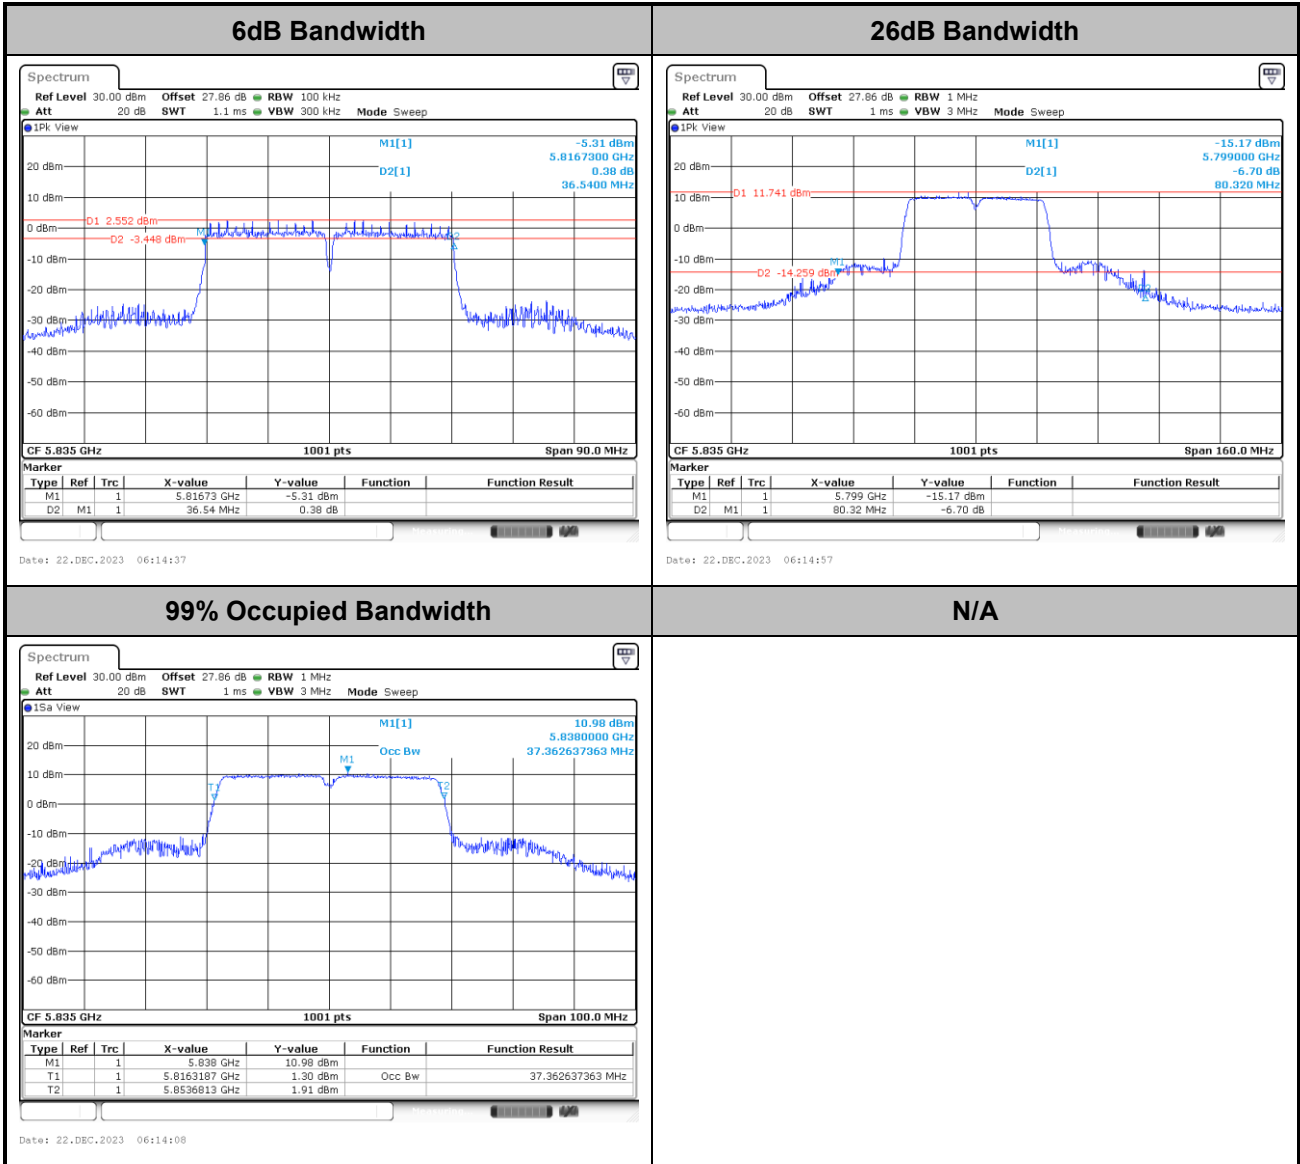 6dB Bandwidth
26dB Bandwidth
Spectrum
Ref Level 30.00 dBm Offset 27.86 dB RBW 100 kHz
Att 20 dB SWT 1.1 ms VBW 300 kHz Mode Sweep
1Pk View
M1[1] -5.31 dBm
5.8167300 GHz
D2[1] 0.38 dB
36.5400 MHz
20 dBm
10 dBm
D1 2.552 dBm
0 dBm
M1
D2 -3.448 dBm
-10 dBm
-20 dBm
-30 dBm
-40 dBm
-50 dBm
-60 dBm
CF 5.835 GHz 1001 pts Span 90.0 MHz
Marker
Type Ref Trc X-value Y-value Function Function Result
M1 1 5.81673 GHz -5.31 dBm
D2 M1 1 36.54 MHz 0.38 dB
Date: 22.DEC.2023 06:14:37
Spectrum
Ref Level 30.00 dBm Offset 27.86 dB RBW 1 MHz
Att 20 dB SWT 1 ms VBW 3 MHz Mode Sweep
1Pk View
M1[1] -15.17 dBm
5.799000 GHz
D2[1] -6.70 dB
80.320 MHz
20 dBm
10 dBm
D1 11.741 dBm
0 dBm
-10 dBm
M1
D2 -14.259 dBm
-20 dBm
-30 dBm
-40 dBm
-50 dBm
-60 dBm
CF 5.835 GHz 1001 pts Span 160.0 MHz
Marker
Type Ref Trc X-value Y-value Function Function Result
M1 1 5.799 GHz -15.17 dBm
D2 M1 1 80.32 MHz -6.70 dB
Date: 22.DEC.2023 06:14:57
99% Occupied Bandwidth
N/A
Spectrum
Ref Level 30.00 dBm Offset 27.86 dB RBW 1 MHz
Att 20 dB SWT 1 ms VBW 3 MHz Mode Sweep
1Sa View
M1[1] 10.98 dBm
5.8380000 GHz
Occ Bw 37.362637363 MHz
20 dBm
M1
10 dBm
T1
T2
0 dBm
-10 dBm
-20 dBm
-30 dBm
-40 dBm
-50 dBm
-60 dBm
CF 5.835 GHz 1001 pts Span 100.0 MHz
Marker
Type Ref Trc X-value Y-value Function Function Result
M1 1 5.838 GHz 10.98 dBm
T1 1 5.8163187 GHz 1.30 dBm Occ Bw 37.362637363 MHz
T2 1 5.8536813 GHz 1.91 dBm
Date: 22.DEC.2023 06:14:08